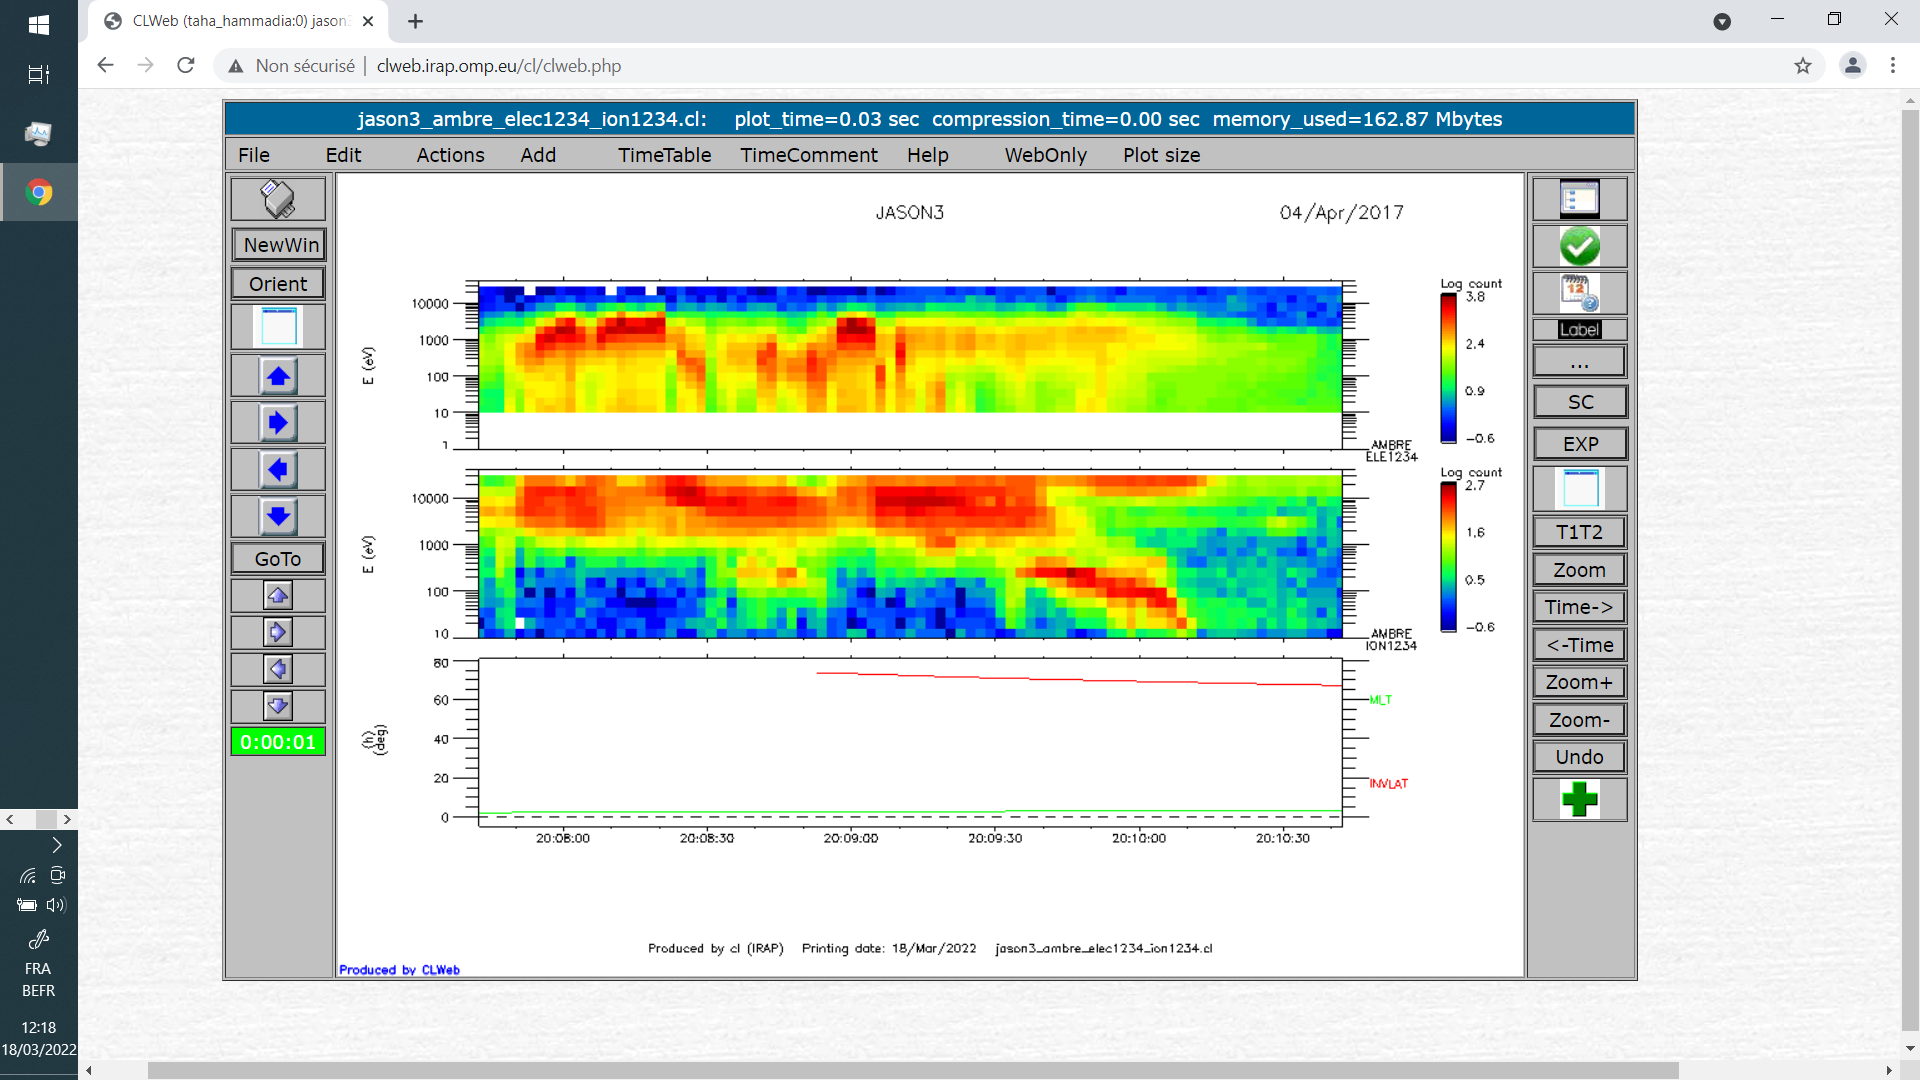 CLWeb (taha_hammadia:0) jason3
Non sécurisé | clweb.irap.omp.eu/cl/clweb.php
jason3_ambre_elec1234_ion1234.cl: plot_time=0.03 sec compression_time=0.00 sec memory_used=162.87 Mbytes
File Edit Actions Add TimeTable TimeComment Help WebOnly Plot size
NewWin
Orient
GoTo
0:00:01
JASON3 04/Apr/2017
E (eV)
10000
1000
100
10
1
AMBRE
ELE1234
Log count
3.8
2.4
0.9
-0.6
E (eV)
10000
1000
100
10
AMBRE
ION1234
Log count
2.7
1.6
0.5
-0.6
(h)
(deg)
80
60
40
20
0
MLT
INVLAT
20:08:00 20:08:30 20:09:00 20:09:30 20:10:00 20:10:30
Produced by cl (IRAP) Printing date: 18/Mar/2022 jason3_ambre_elec1234_ion1234.cl
Produced by CLWeb
12
Label
...
SC
EXP
T1T2
Zoom
Time->
<-Time
Zoom+
Zoom-
Undo
FRA
BEFR
12:18
18/03/2022